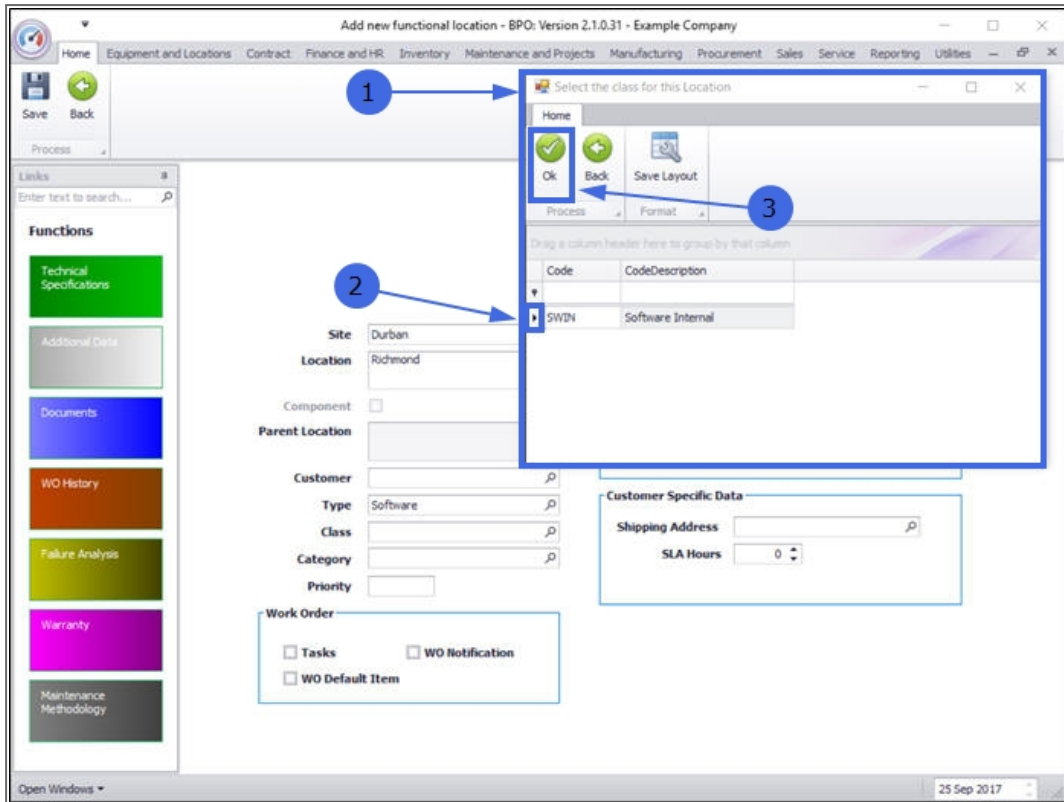 Add new functional location - BPO: Version 2.1.0.31 - Example Company
Home Equipment and Locations Contract Finance and HR Inventory Maintenance and Projects Manufacturing Procurement Sales Service Reporting Utilities
Save Back
Process
Links
Enter text to search...
Functions
Technical
Specifications
Additional Data
Documents
WO History
Failure Analysis
Warranty
Maintenance
Methodology
1
Select the class for this Location
Home
Ok Back Save Layout
Process Format
3
Drag a column header here to group by that column
Code CodeDescription
2
SWIN Software Internal
Site Durban
Location Richmond
Component
Parent Location
Customer
Type Software
Class
Category
Priority
Customer Specific Data
Shipping Address
SLA Hours 0
Work Order
Tasks WO Notification
WO Default Item
Open Windows
25 Sep 2017